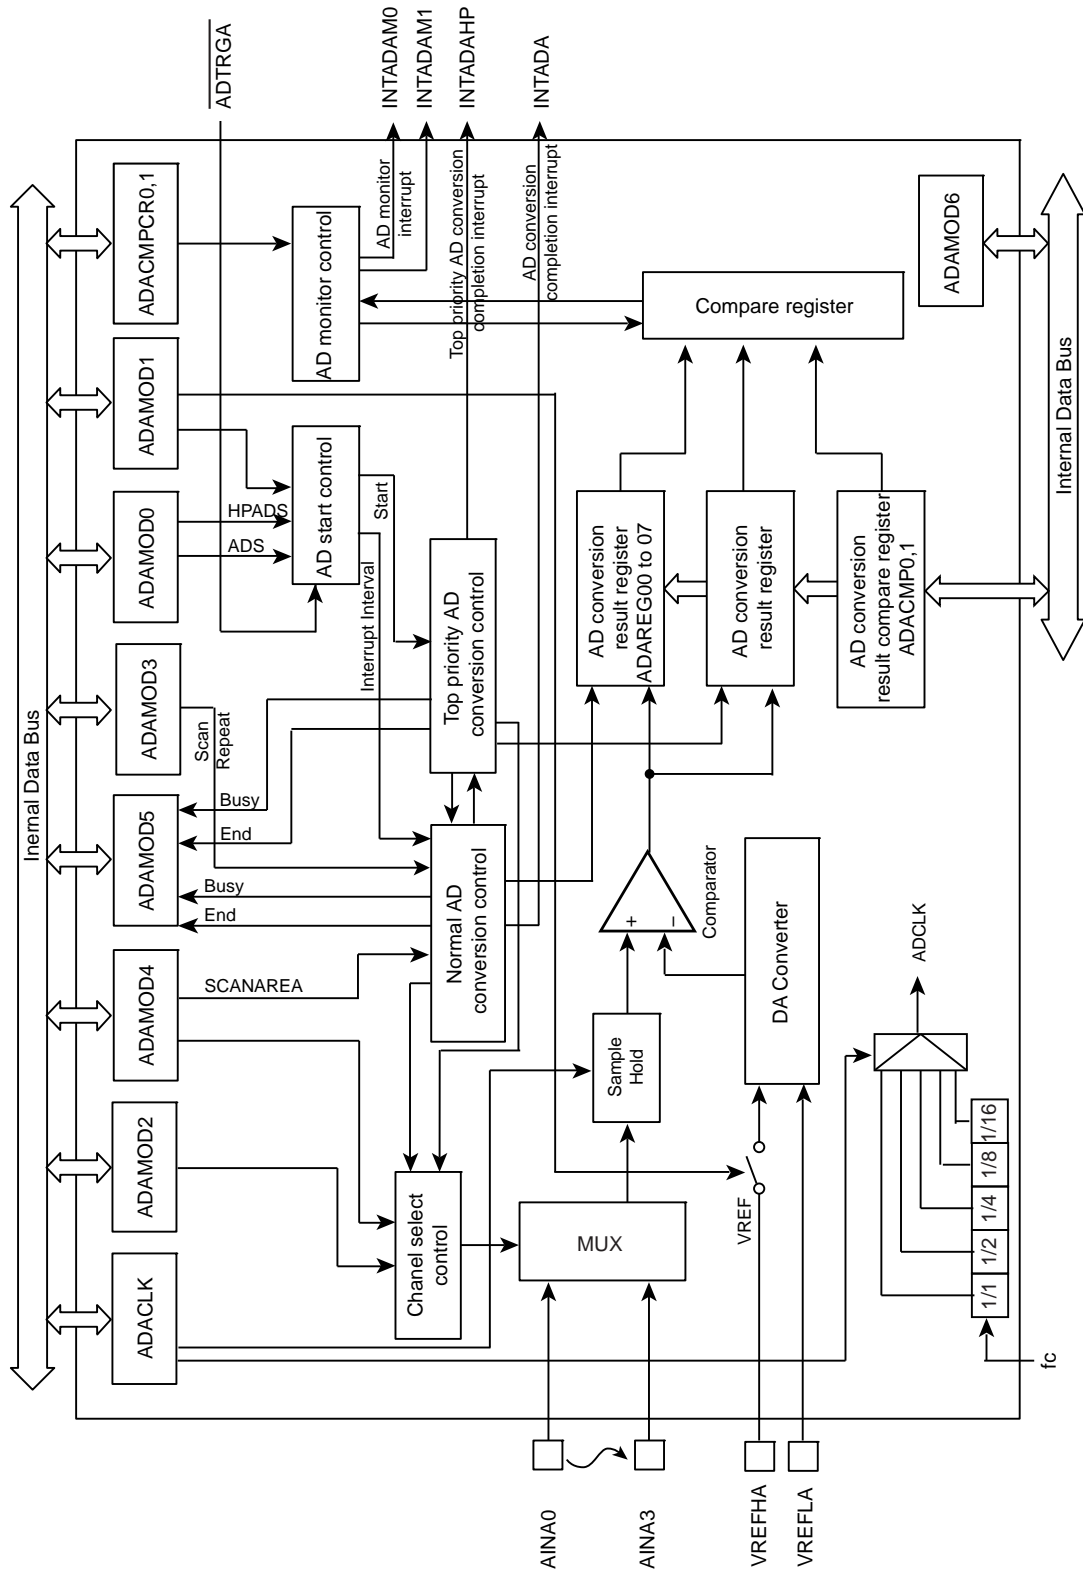 Inernal Data Bus
ADACLK
ADAMOD2
ADAMOD4
ADAMOD5
ADAMOD3
ADAMOD0
ADAMOD1
ADACMPCR0,1
ADTRGA
SCANAREA
End
Busy
End
Busy
Scan
Repeat
ADS
HPADS
Chanel select
control
Normal AD
conversion control
Top priority AD
conversion control
AD start control
Interrupt Interval
Start
AD monitor control
AD monitor
interrupt
Top priority AD conversion
completion interrupt
AD conversion
completion interrupt
INTADAM0
INTADAM1
INTADAHP
INTADA
AINA0
AINA3
MUX
Sample
Hold
+
−
Comparator
AD conversion
result register
ADAREG00 to 07
AD conversion
result register
AD conversion
result compare register
ADACMP0,1
Compare register
VREFHA
VREFLA
VREF
DA Converter
ADCLK
fc
1/1
1/2
1/4
1/8
1/16
ADAMOD6
Internal Data Bus